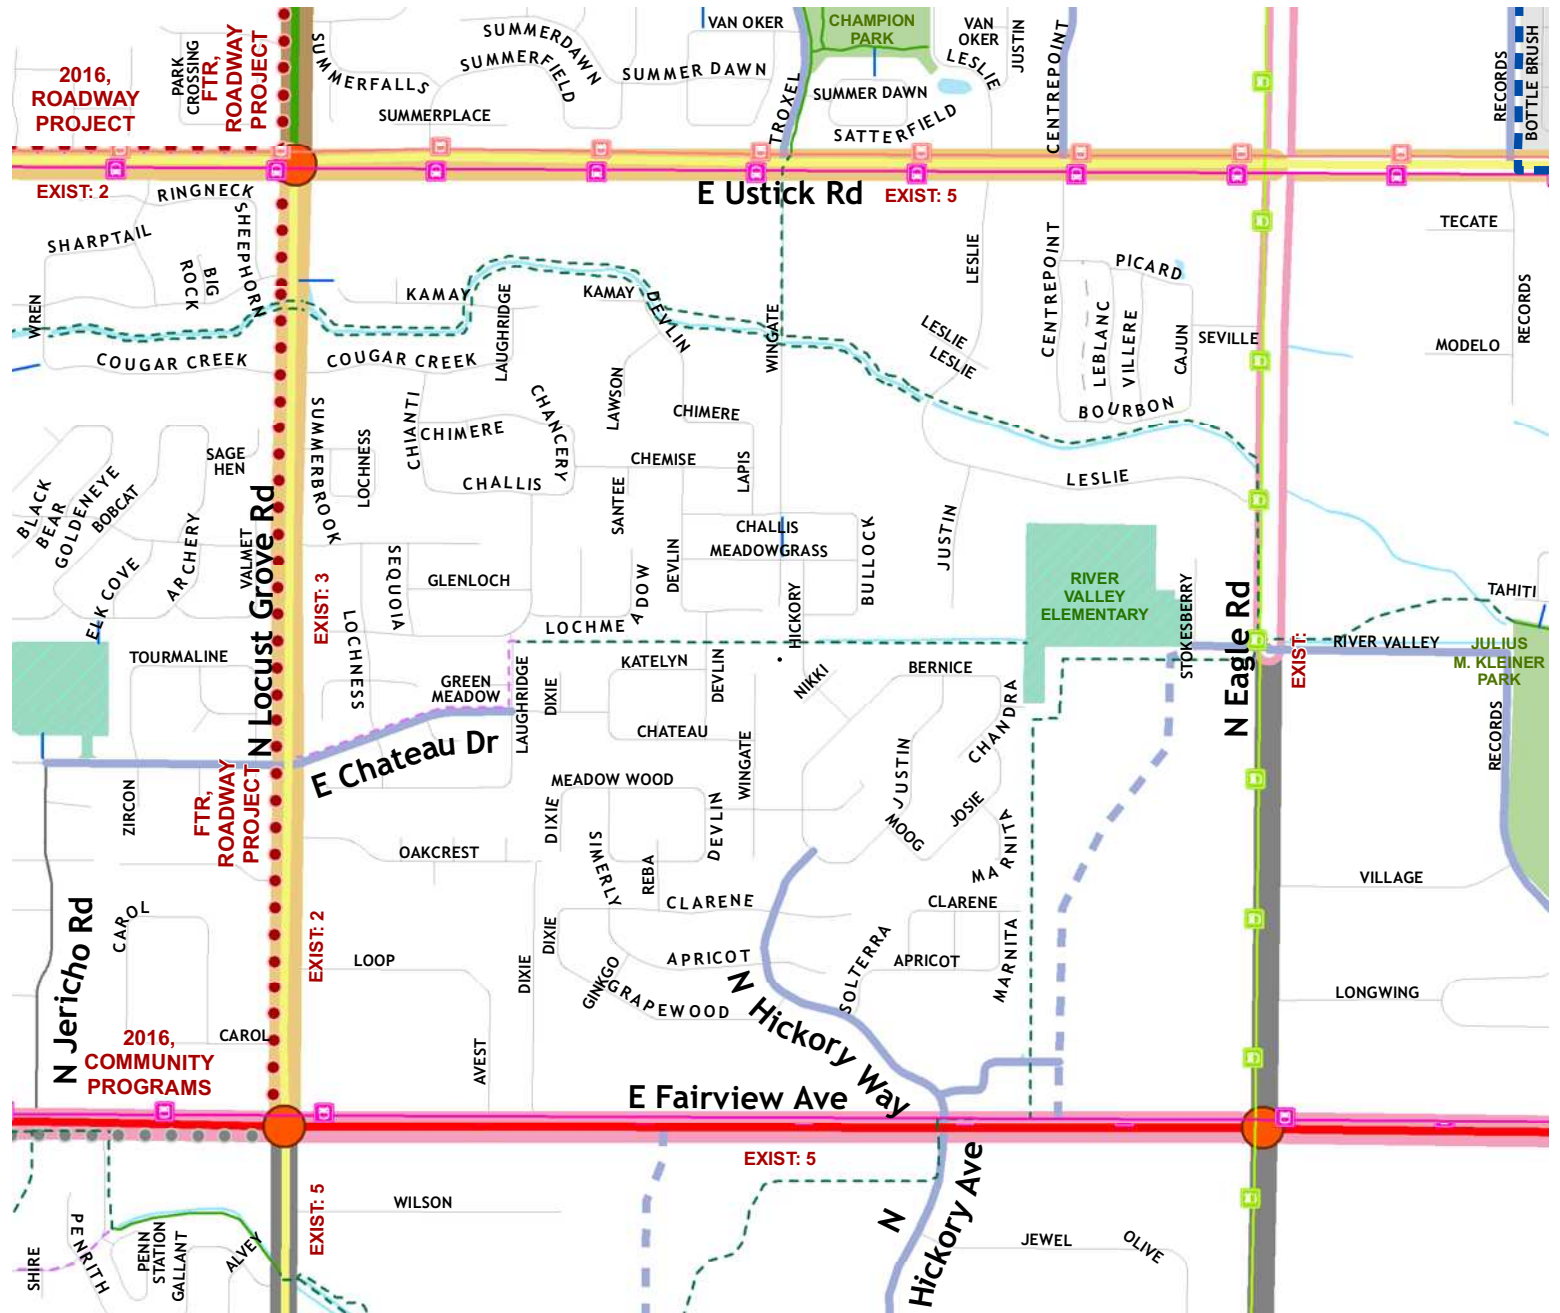 VAN OKER
CHAMPION
PARK
VAN
OKER
JUSTIN
SUMMERDAWN
SUMMERFIELD
SUMMERFALLS
SUMMER DAWN
SUMMERPLACE
PARK
CROSSING
FTR,
ROADWAY
PROJECT
2016,
ROADWAY
PROJECT
TROXEL
SUMMER DAWN
SATTERFIELD
LESLIE
CENTREPOINT
RECORDS
BOTTLE BRUSH
EXIST: 2
E Ustick Rd
EXIST: 5
RINGNECK
SHARPTAIL
SHEEPHORN
BIG
ROCK
WREN
KAMAY
KAMAY
DEVLIN
LAUGHRIDGE
WINGATE
LESLIE
CENTREPOINT
PICARD
TECATE
RECORDS
COUGAR CREEK
COUGAR CREEK
LESLIE
LESLIE
LEBLANC
VILLERE
CAJUN
SEVILLE
MODELO
BOURBON
LAWSON
CHIMERE
CHANCERY
CHIANTI
CHIMERE
SUMMERBROOK
LOCHNESS
SAGE
HEN
CHEMISE
LAPIS
CHALLIS
SANTEE
LESLIE
BLACK
BEAR
GOLDENEYE
BOBCAT
ARCHERY
VALMET
ELK COVE
N Locust Grove Rd
EXIST: 3
SEQUOIA
GLENLOCH
CHALLIS
MEADOWGRASS
DEVLIN
BULLOCK
JUSTIN
HICKORY
LOCHME
ADOW
LOCHNESS
RIVER
VALLEY
ELEMENTARY
STOKESBERRY
N Eagle Rd
EXIST:
RIVER VALLEY
TAHITI
JULIUS
M. KLEINER
PARK
TOURMALINE
GREEN
MEADOW
LAUGHRIDGE
DIXIE
KATELYN
DEVLIN
NIKKI
BERNICE
CHANDRA
CHATEAU
WINGATE
E Chateau Dr
RECORDS
ZIRCON
FTR,
ROADWAY
PROJECT
MEADOW WOOD
DIXIE
DEVLIN
JUSTIN
MOOG
JOSIE
MARNITA
OAKCREST
SIMERLY
REBA
CLARENE
CLARENE
VILLAGE
N Jericho Rd
CAROL
CAROL
EXIST: 2
LOOP
DIXIE
DIXIE
APRICOT
GINKGO
GRAPEWOOD
SOLTERRA
APRICOT
MARNITA
LONGWING
AVEST
N Hickory Way
2016,
COMMUNITY
PROGRAMS
E Fairview Ave
EXIST: 5
EXIST: 5
WILSON
N
Hickory Ave
JEWEL
OLIVE
SHIRE
PENRITH
PENN
STATION
GALLANT
ALVEY